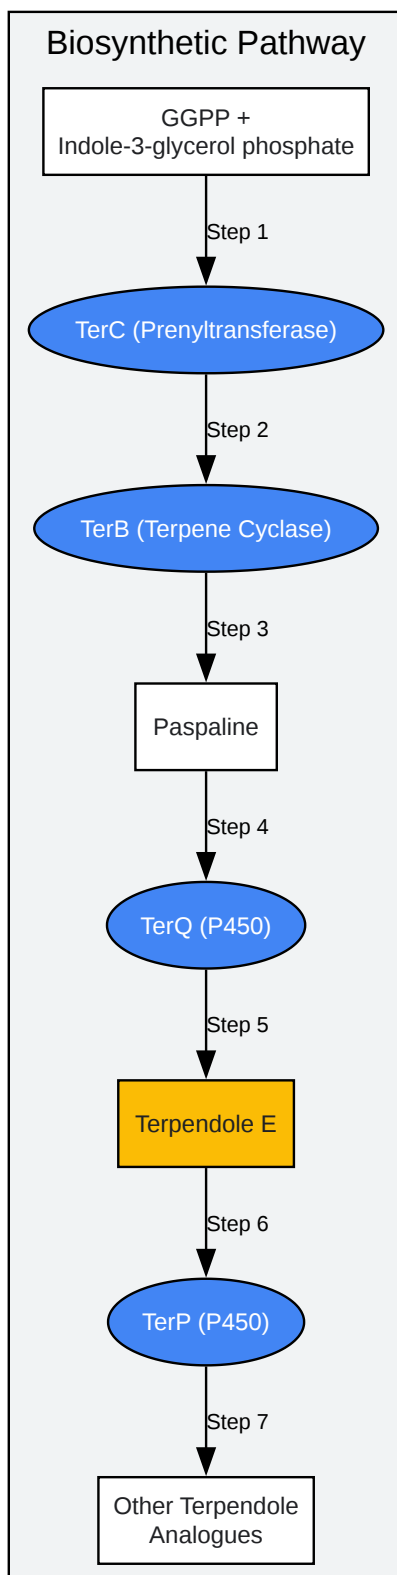 Biosynthetic Pathway
GGPP +
Indole-3-glycerol phosphate
Step 1
TerC (Prenyltransferase)
Step 2
TerB (Terpene Cyclase)
Step 3
Paspaline
Step 4
TerQ (P450)
Step 5
Terpendole E
Step 6
TerP (P450)
Step 7
Other Terpendole
Analogues